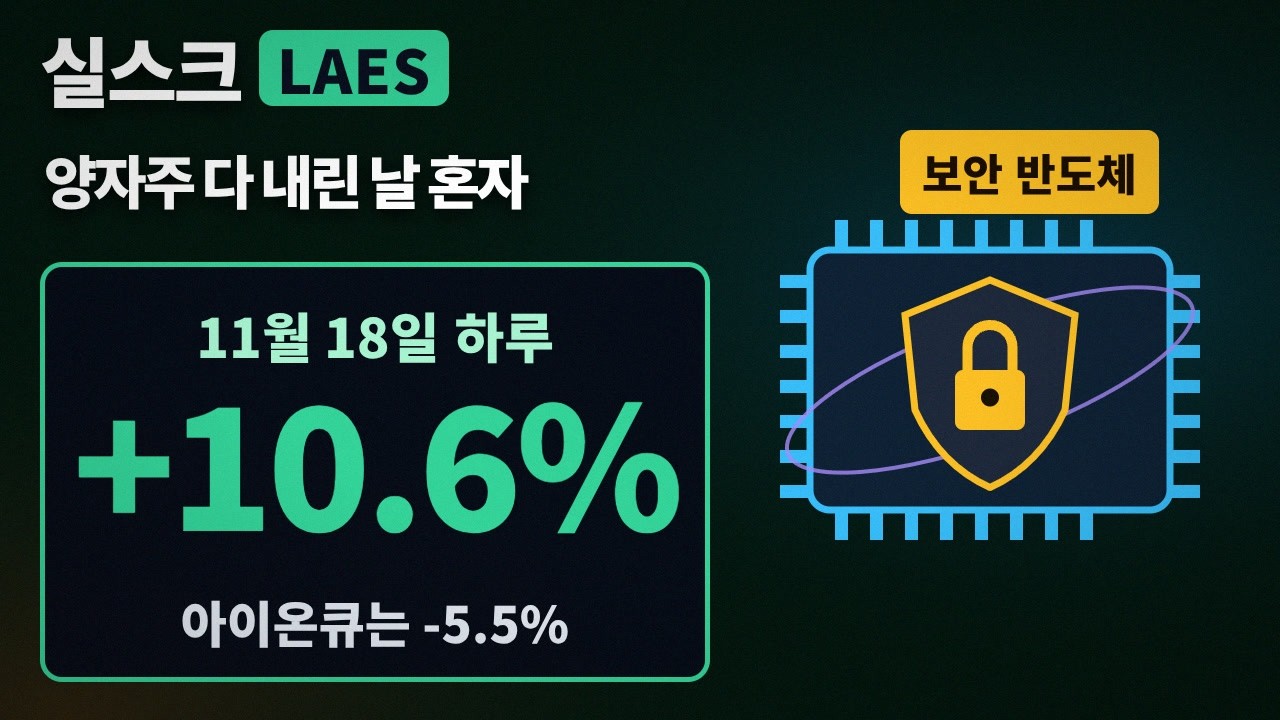 실스크 LAES
양자주 다 내린 날 혼자
11월 18일 하루
+10.6%
아이온큐는 -5.5%
보안 반도체